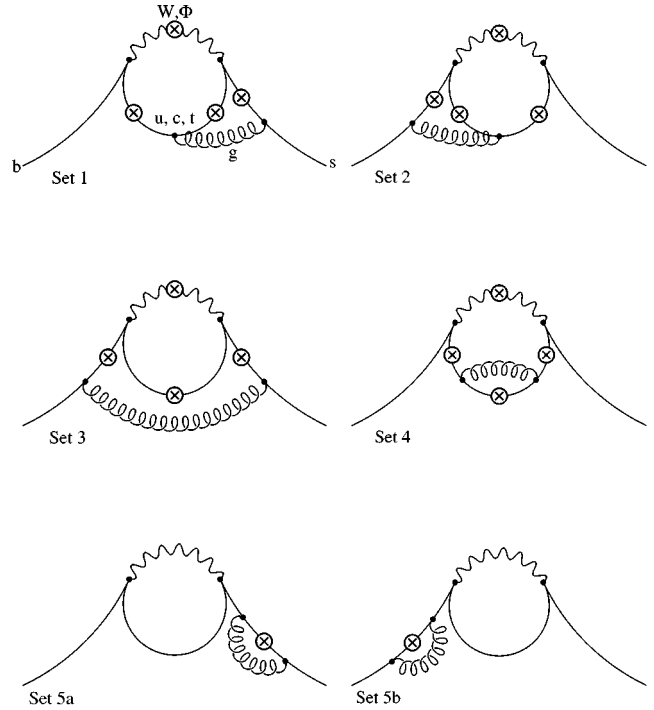 W,Φ
u, c, t
g
b
s
Set 1
Set 2
Set 3
Set 4
Set 5a
Set 5b